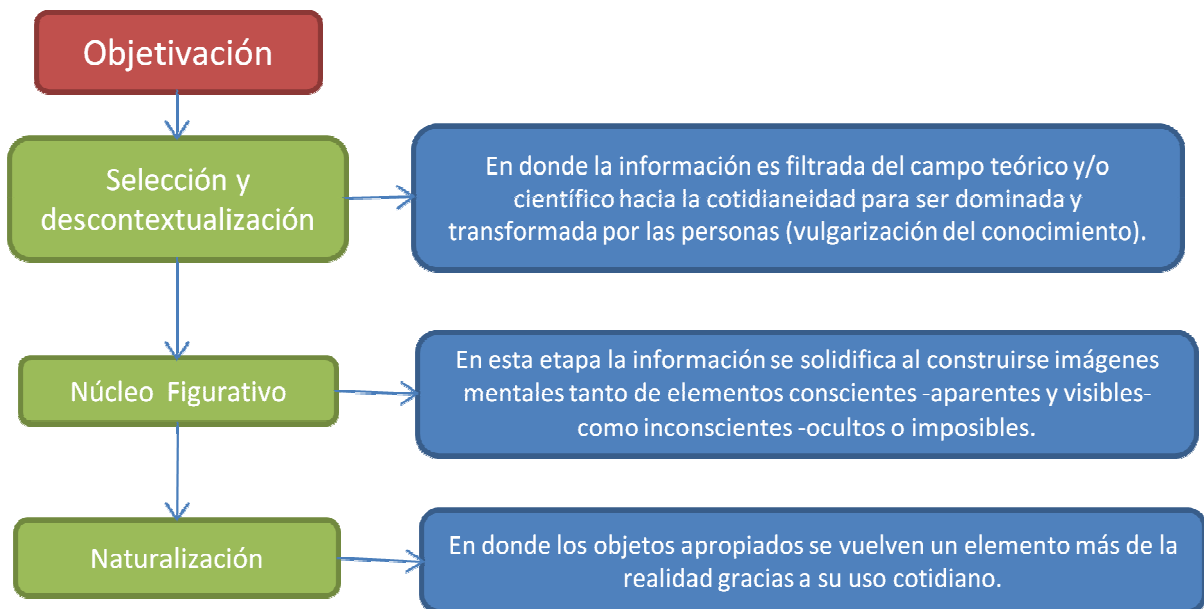 Objetivación
Selección y
descontextualización
En donde la información es filtrada del campo teórico y/o
científico hacia la cotidianeidad para ser dominada y
transformada por las personas (vulgarización del conocimiento).
Núcleo Figurativo
En esta etapa la información se solidifica al construirse imágenes
mentales tanto de elementos conscientes -aparentes y visibles-
como inconscientes -ocultos o imposibles.
Naturalización
En donde los objetos apropiados se vuelven un elemento más de la
realidad gracias a su uso cotidiano.